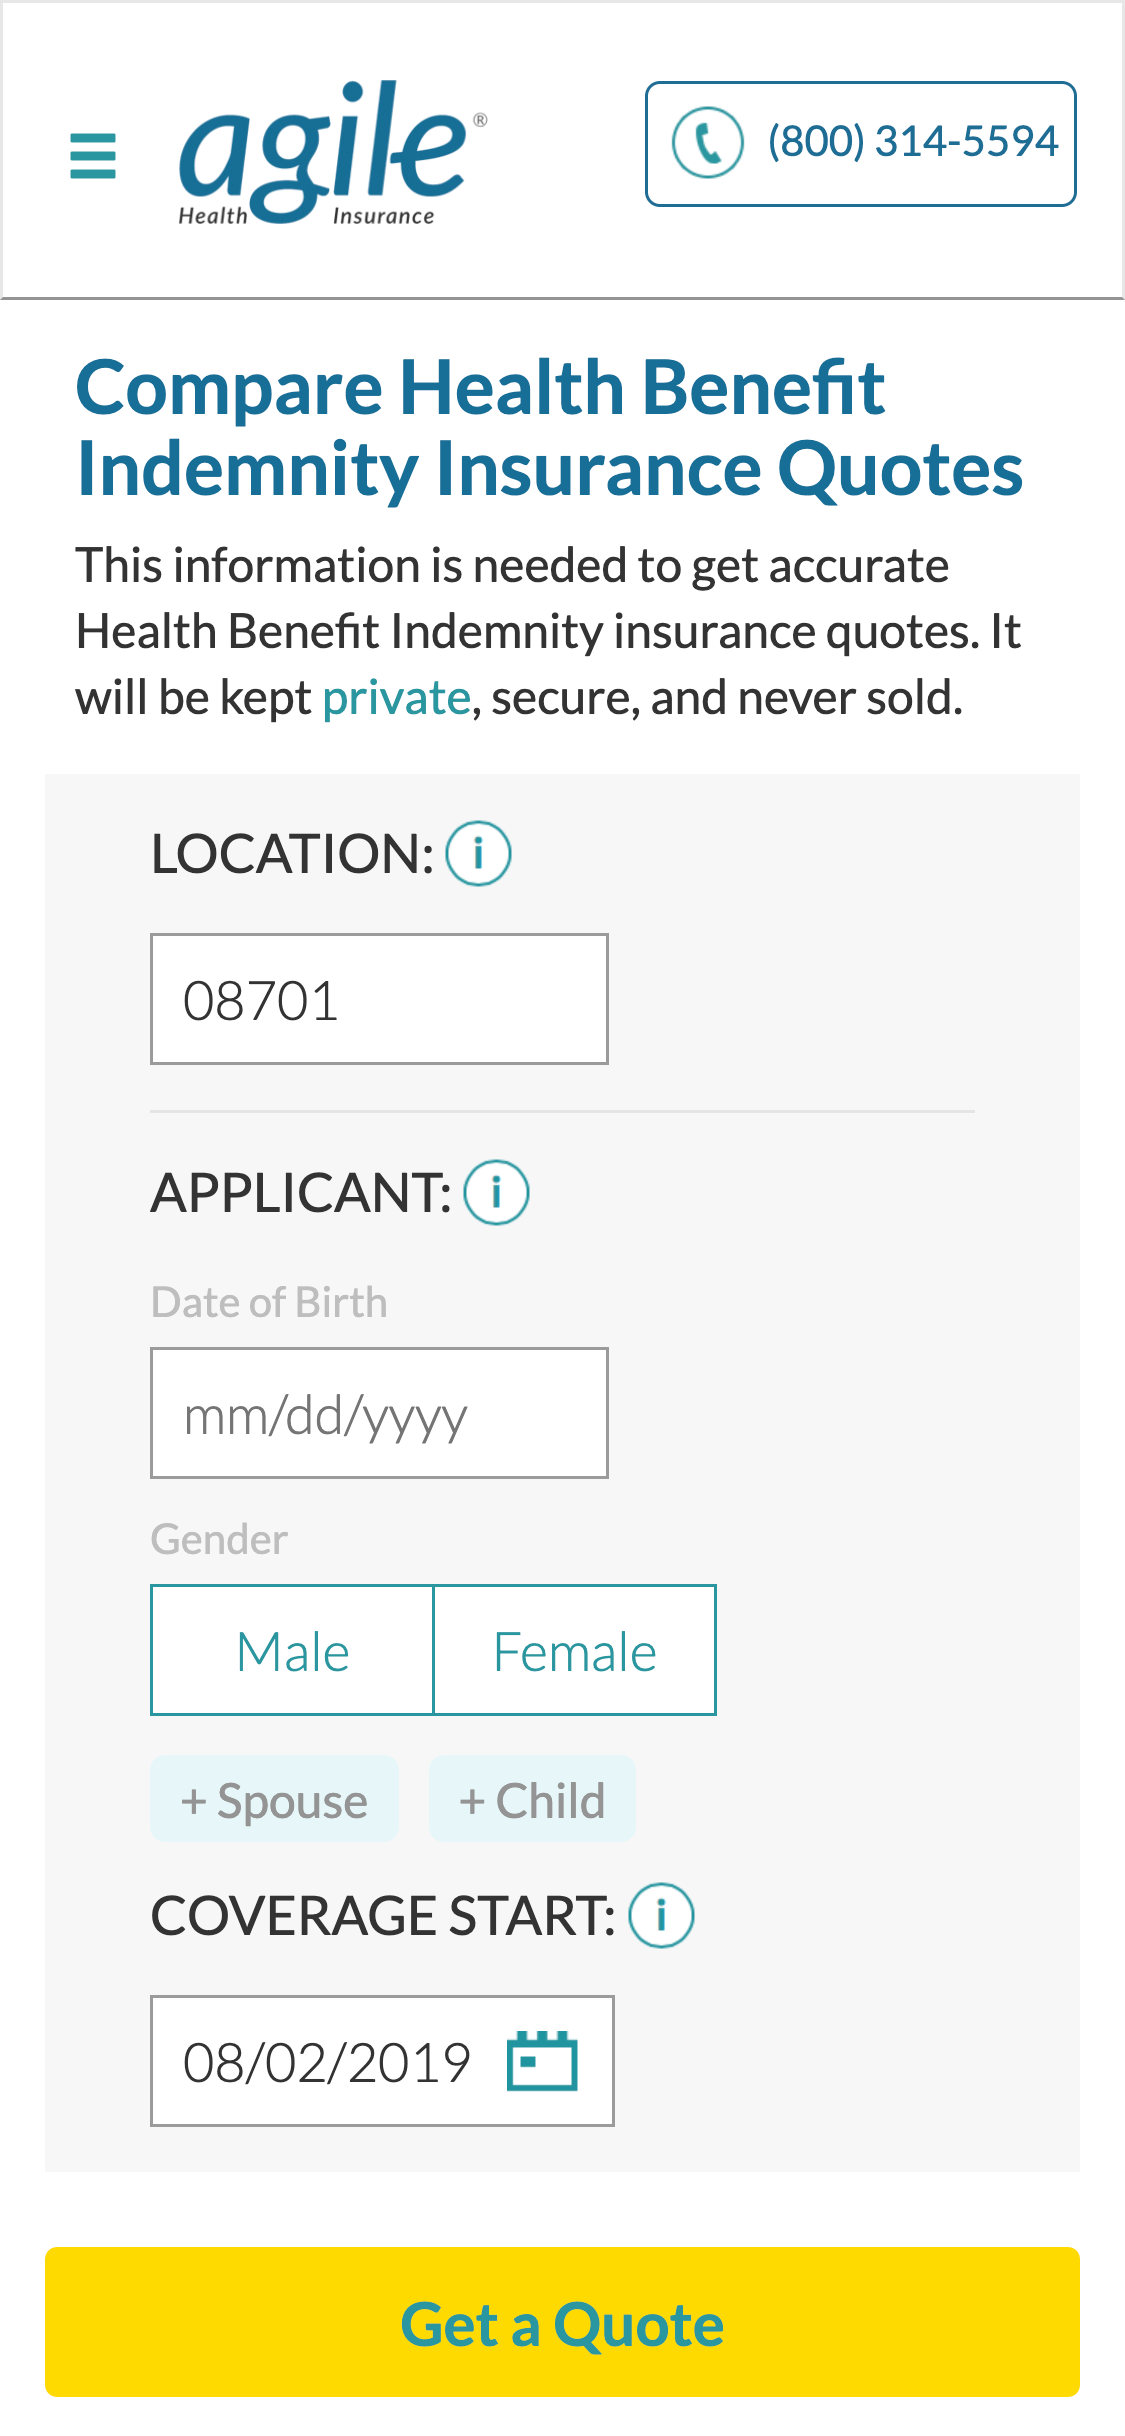 agile®
Health Insurance
(800) 314-5594
Compare Health Benefit
Indemnity Insurance Quotes
This information is needed to get accurate
Health Benefit Indemnity insurance quotes. It
will be kept private, secure, and never sold.
LOCATION: i
08701
APPLICANT: i
Date of Birth
mm/dd/yyyy
Gender
Male Female
+ Spouse + Child
COVERAGE START: i
08/02/2019
Get a Quote